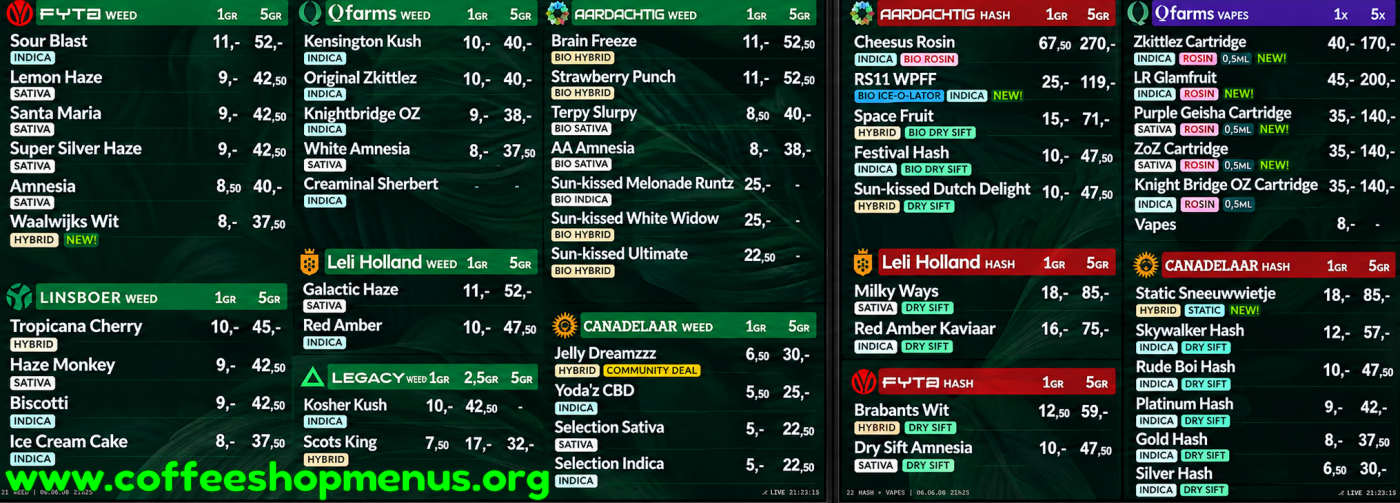 FYTA WEED 1GR 5GR
Sour Blast 11,- 52,-
INDICA
Lemon Haze 9,- 42,50
SATIVA
Santa Maria 9,- 42,50
SATIVA
Super Silver Haze 9,- 42,50
SATIVA
Amnesia 8,50 40,-
SATIVA
Waalwijks Wit 8,- 37,50
HYBRID NEW!
LINSBOER WEED 1GR 5GR
Tropicana Cherry 10,- 45,-
HYBRID
Haze Monkey 9,- 42,50
SATIVA
Biscotti 9,- 42,50
INDICA
Ice Cream Cake 8,- 37,50
INDICA
Qfarms WEED 1GR 5GR
Kensington Kush 10,- 40,-
INDICA
Original Zkittlez 10,- 40,-
INDICA
Knightbridge OZ 9,- 38,-
INDICA
White Amnesia 8,- 37,50
SATIVA
Creaminal Sherbert - -
INDICA
Leli Holland WEED 1GR 5GR
Galactic Haze 11,- 52,-
SATIVA
Red Amber 10,- 47,50
INDICA
LEGACY WEED 1GR 2,5GR 5GR
Kosher Kush 10,- 42,50 -
INDICA
Scots King 7,50 17,- 32,-
HYBRID
AARDACHTIG WEED 1GR 5GR
Brain Freeze 11,- 52,50
BIO HYBRID
Strawberry Punch 11,- 52,50
BIO HYBRID
Terpy Slurpy 8,50 40,-
BIO SATIVA
AA Amnesia 8,- 38,-
BIO SATIVA
Sun-kissed Melonade Runtz 25,- -
BIO INDICA
Sun-kissed White Widow 25,- -
BIO HYBRID
Sun-kissed Ultimate 22,50 -
BIO HYBRID
CANADELAAR WEED 1GR 5GR
Jelly Dreamzzz 6,50 30,-
HYBRID COMMUNITY DEAL
Yoda'z CBD 5,50 25,-
INDICA
Selection Sativa 5,- 22,50
SATIVA
Selection Indica 5,- 22,50
INDICA
AARDACHTIG HASH 1GR 5GR
Cheesus Rosin 67,50 270,-
INDICA BIO ROSIN
RS11 WPFF 25,- 119,-
BIO ICE-O-LATOR INDICA NEW!
Space Fruit 15,- 71,-
HYBRID BIO DRY SIFT
Festival Hash 10,- 47,50
INDICA BIO DRY SIFT
Sun-kissed Dutch Delight 10,- 47,50
HYBRID DRY SIFT
Leli Holland HASH 1GR 5GR
Milky Ways 18,- 85,-
SATIVA DRY SIFT
Red Amber Kaviaar 16,- 75,-
INDICA DRY SIFT
FYTA HASH 1GR 5GR
Brabants Wit 12,50 59,-
HYBRID DRY SIFT
Dry Sift Amnesia 10,- 47,50
SATIVA DRY SIFT
Qfarms VAPES 1X 5X
Zkittlez Cartridge 40,- 170,-
INDICA ROSIN 0,5ML NEW!
LR Glamfruit 45,- 200,-
INDICA ROSIN NEW!
Purple Geisha Cartridge 35,- 140,-
SATIVA ROSIN 0,5ML NEW!
ZoZ Cartridge 35,- 140,-
SATIVA ROSIN 0,5ML NEW!
Knight Bridge OZ Cartridge 35,- 140,-
INDICA ROSIN 0,5ML
Vapes 8,- -
CANADELAAR HASH 1GR 5GR
Static Sneeuwwietje 18,- 85,-
HYBRID STATIC NEW!
Skywalker Hash 12,- 57,-
INDICA DRY SIFT
Rude Boi Hash 10,- 47,50
INDICA DRY SIFT
Platinum Hash 9,- 42,-
INDICA DRY SIFT
Gold Hash 8,- 37,50
INDICA DRY SIFT
Silver Hash 6,50 30,-
INDICA DRY SIFT
www.coffeeshopmenus.org
21 WEED | 06.06.08 21h25
LIVE 21:23:15
22 HASH + VAPES | 06.06.08 21h25
LIVE 21:23:15